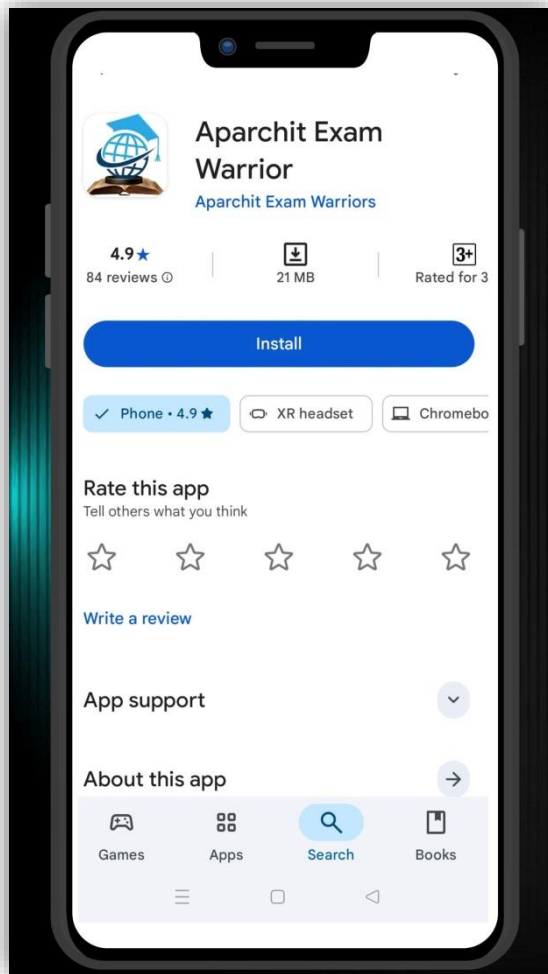 Aparchit Exam
Warrior
Aparchit Exam Warriors
4.9★
84 reviews
21 MB
3+
Rated for 3
Install
Phone • 4.9 ★
XR headset
Chromebo
Rate this app
Tell others what you think
Write a review
App support
About this app
Games Apps Search Books